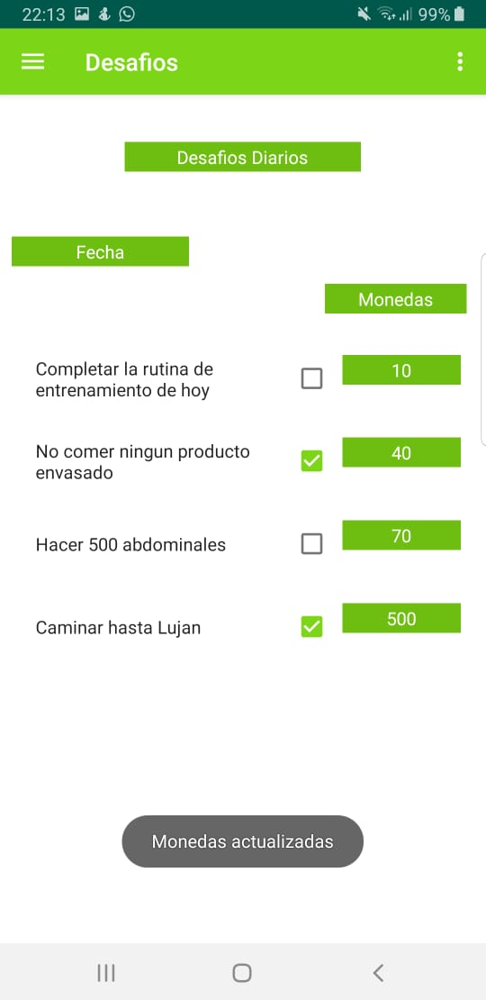 22:13
99%
Desafios
Desafios Diarios
Fecha
Monedas
Completar la rutina de
entrenamiento de hoy
10
No comer ningun producto
envasado
40
Hacer 500 abdominales
70
Caminar hasta Lujan
500
Monedas actualizadas